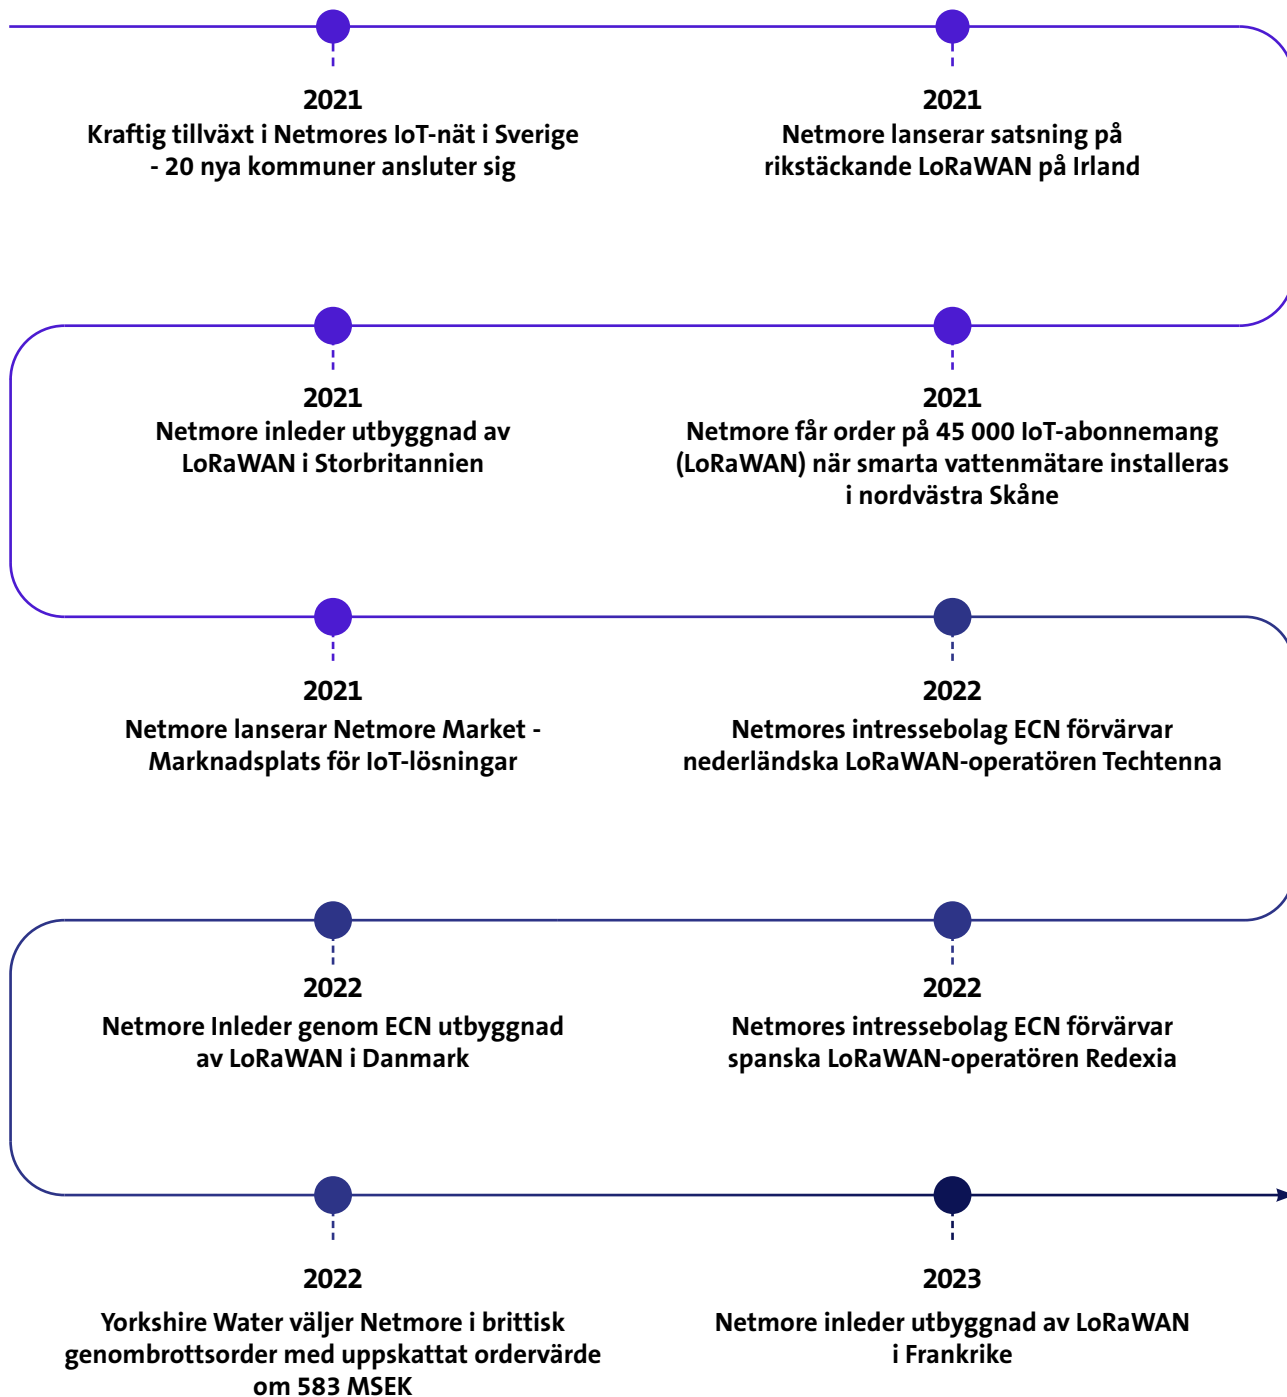 2021
Kraftig tillväxt i Netmores IoT-nät i Sverige
- 20 nya kommuner ansluter sig
2021
Netmore lanserar satsning på
rikstäckande LoRaWAN på Irland
2021
Netmore inleder utbyggnad av
LoRaWAN i Storbritannien
2021
Netmore får order på 45 000 IoT-abonnemang
(LoRaWAN) när smarta vattenmätare installeras
i nordvästra Skåne
2021
Netmore lanserar Netmore Market -
Marknadsplats för IoT-lösningar
2022
Netmores intressebolag ECN förvärvar
nederländska LoRaWAN-operatören Techtenna
2022
Netmore Inleder genom ECN utbyggnad
av LoRaWAN i Danmark
2022
Netmores intressebolag ECN förvärvar
spanska LoRaWAN-operatören Redexia
2022
Yorkshire Water väljer Netmore i brittisk
genombrottsorder med uppskattat ordervärde
om 583 MSEK
2023
Netmore inleder utbyggnad av LoRaWAN
i Frankrike